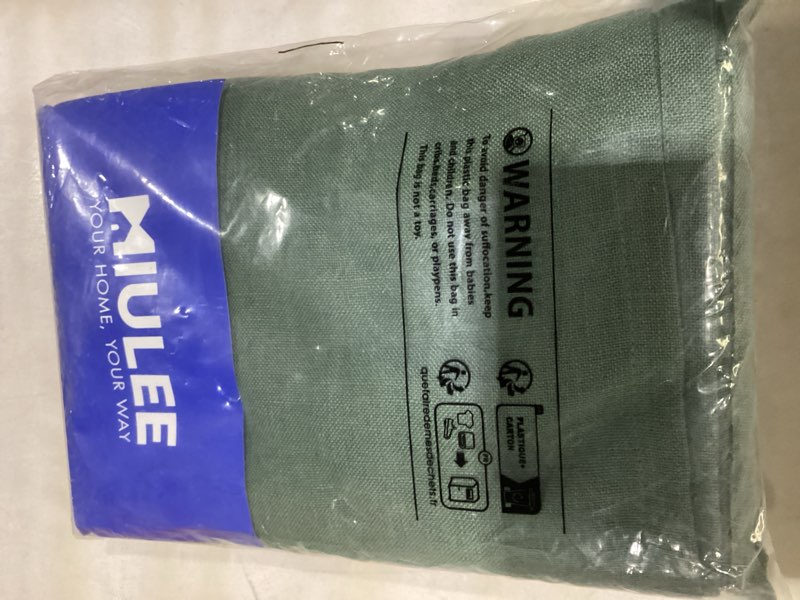 MIULEE
YOUR HOME, YOUR WAY
WARNING
To avoid danger of suffocation,keep
this plastic bag away from babies
and children. Do not use this bag in
cribs,beds,carriages, or playpens.
This bag is not a toy.
PLASTIQUE+
CARTON
FR
quefairedemesdechets.fr